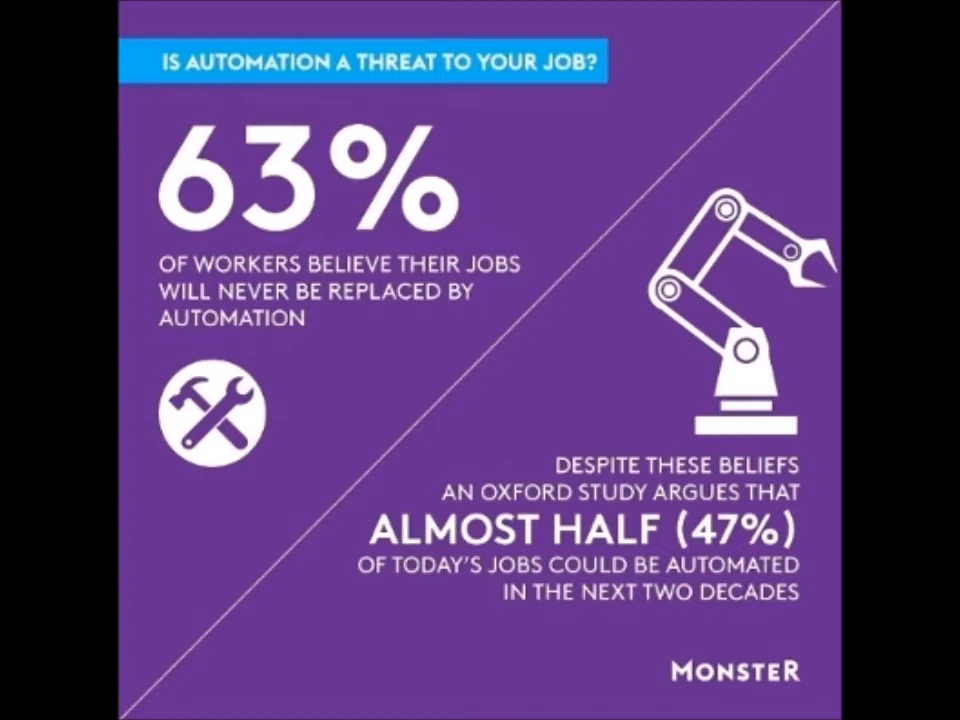 IS AUTOMATION A THREAT TO YOUR JOB?
63%
OF WORKERS BELIEVE THEIR JOBS
WILL NEVER BE REPLACED BY
AUTOMATION
DESPITE THESE BELIEFS
AN OXFORD STUDY ARGUES THAT
ALMOST HALF (47%)
OF TODAY'S JOBS COULD BE AUTOMATED
IN THE NEXT TWO DECADES
MONSTER